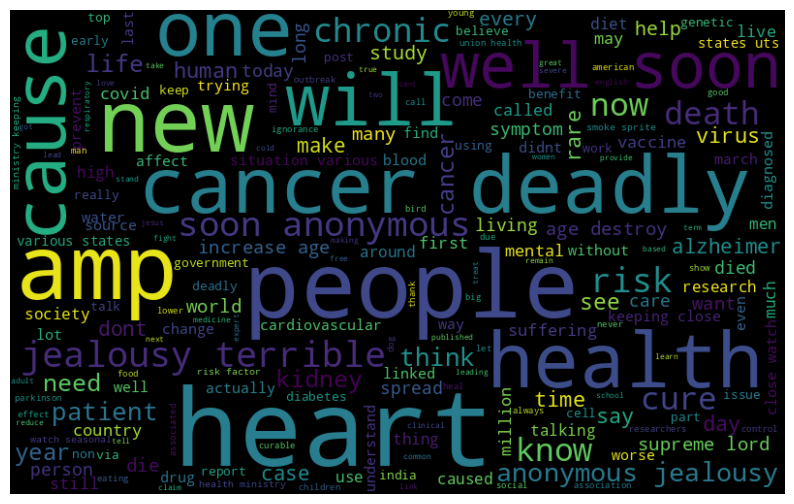 top young one chronic every diet genetic
early last long believe help may live
union health states uts
life post study well soon
human today great severe american english
covid keep true take two call outbreak
cause new trying mind will come benefit now death
ministry keeping respiratory prevent love got lead man stand
ignorance many find called symptom rare smoke sprite good virus
make cant using didnt work vaccine march
affect blood cancer women provide diagnosed
situation various cold
high really
cancer deadly
water jesus
source soon anonymous bird living age destroy term men
various states fight increase age around first due mental without based alzheimer
making free remain treat show died research
amp government people risk
deadly thank big see care want much
society lower world expert keeping close even
talk medicine cardiovascular way suffering never
lot dont change dog published let
next jealousy terrible actually linked think health learn close watch
need food well risk factor kidney spread leading time cure school
adult diabetes heal million cell always part issue
parkinson patient heart talking say researchers day control
effect reduce country associated curable clinical understand thing worse supreme lord
watch seasonal tell
year non via common know
person eating die report case use india caused anonymous jealousy
still claim drug health ministry children link social association